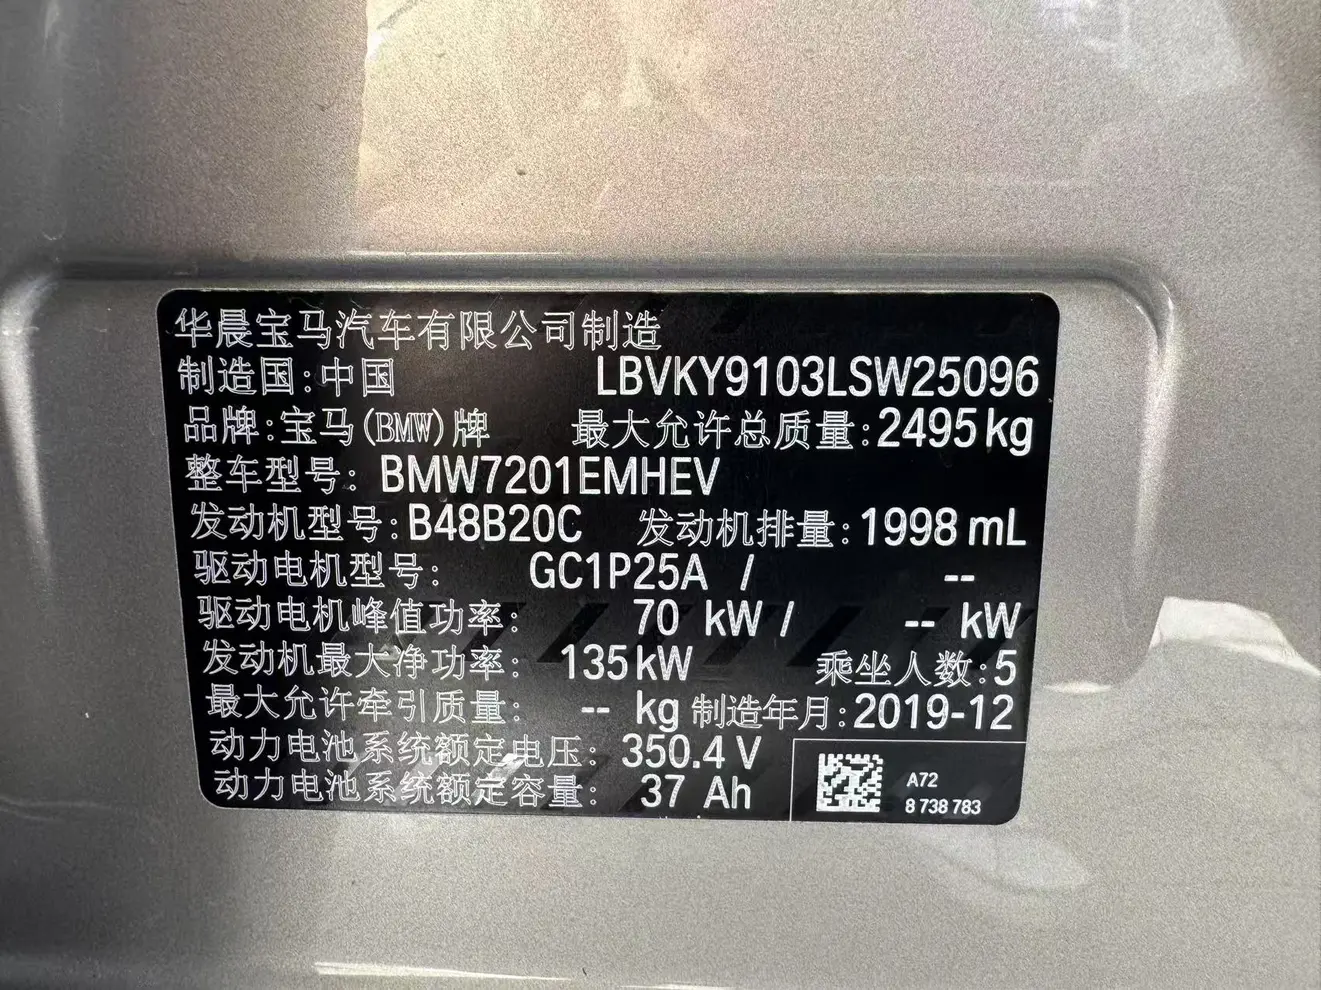 华晨宝马汽车有限公司制造
制造国:中国 LBVKY9103LSW25096
品牌:宝马(BMW)牌 最大允许总质量:2495kg
整车型号: BMW7201EMHEV
发动机型号:B48B20C 发动机排量:1998 mL
驱动电机型号: GC1P25A / --
驱动电机峰值功率: 70 kW / -- kW
发动机最大净功率: 135kW 乘坐人数:5
最大允许牵引质量: -- kg 制造年月:2019-12
动力电池系统额定电压: 350.4 V
动力电池系统额定容量: 37 Ah
A72
8 738 783